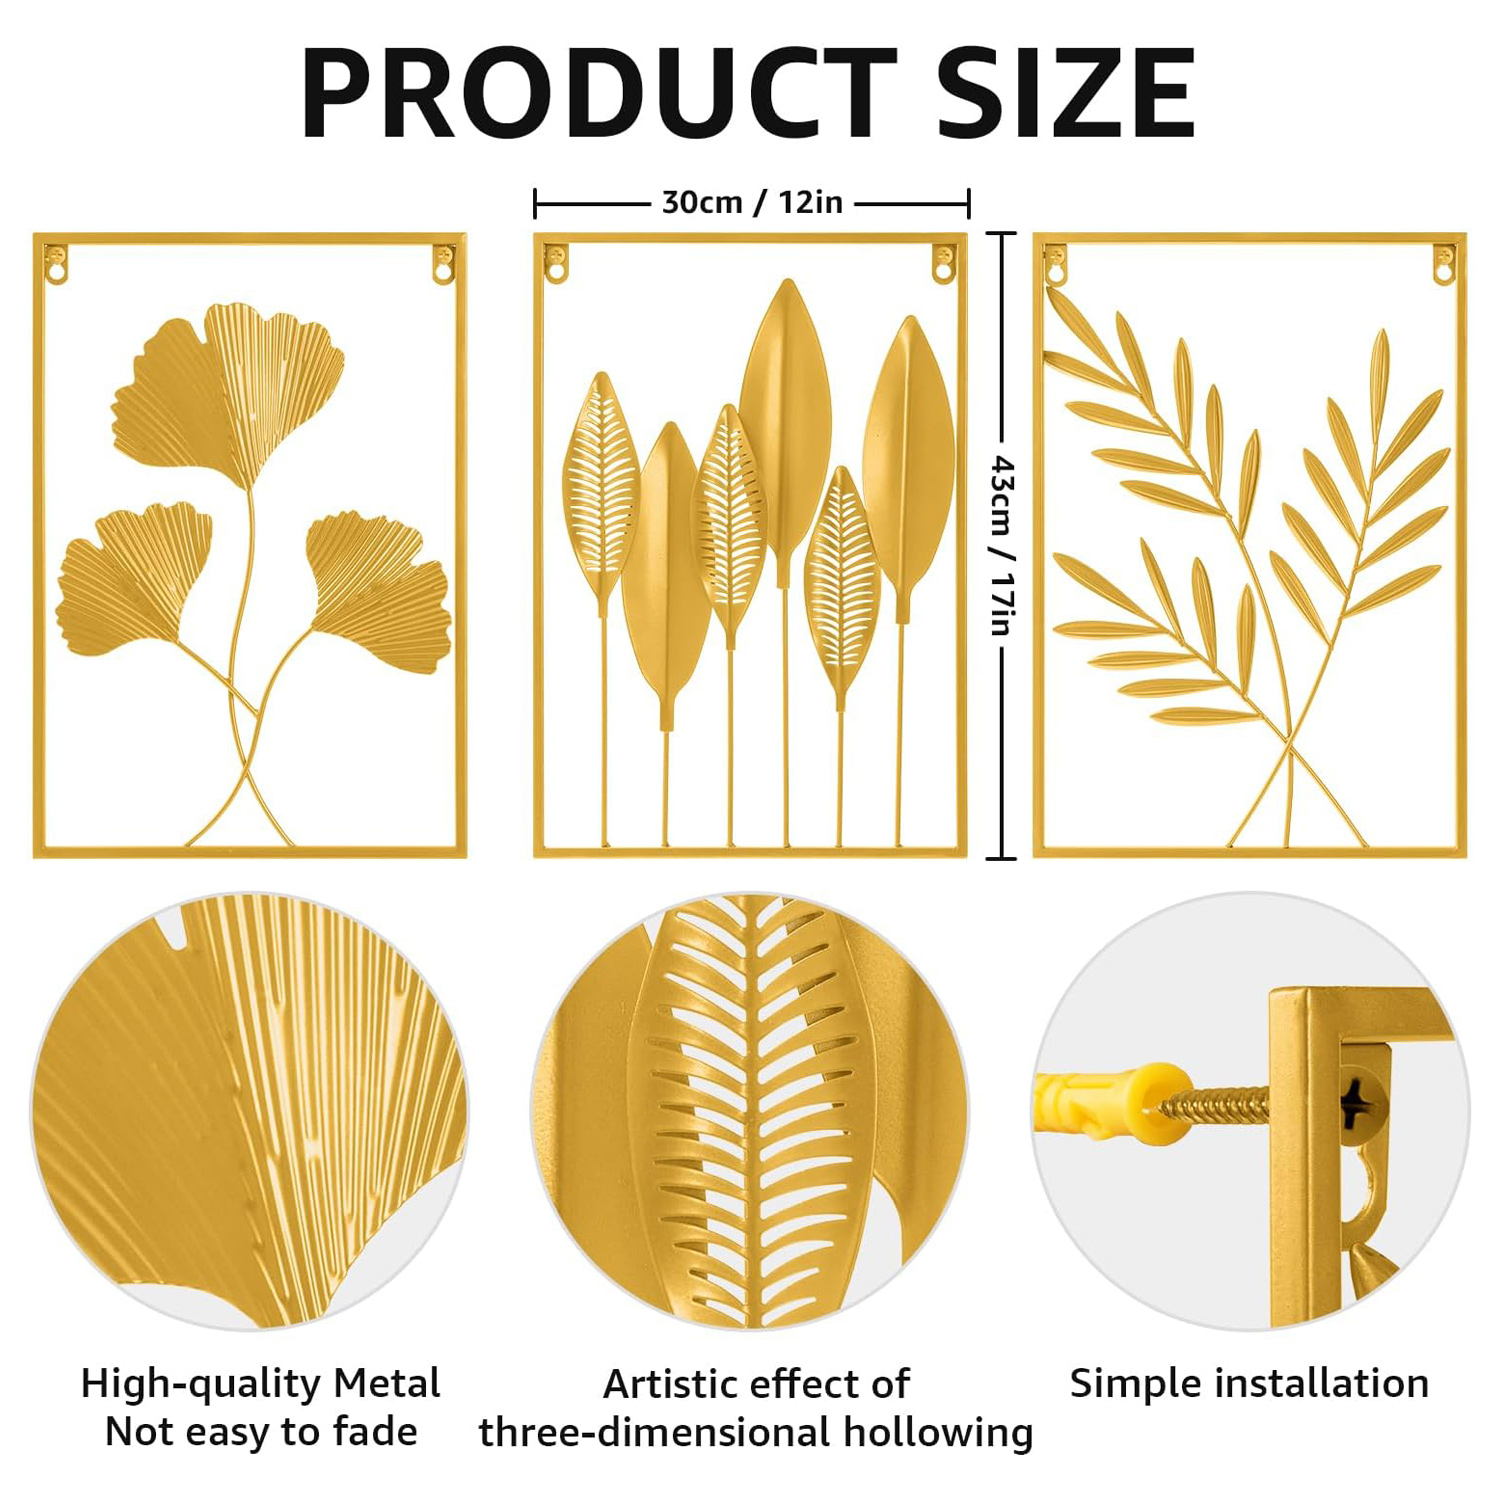 PRODUCT SIZE
30cm / 12in
43cm / 17in
High-quality Metal
Not easy to fade
Artistic effect of
three-dimensional hollowing
Simple installation